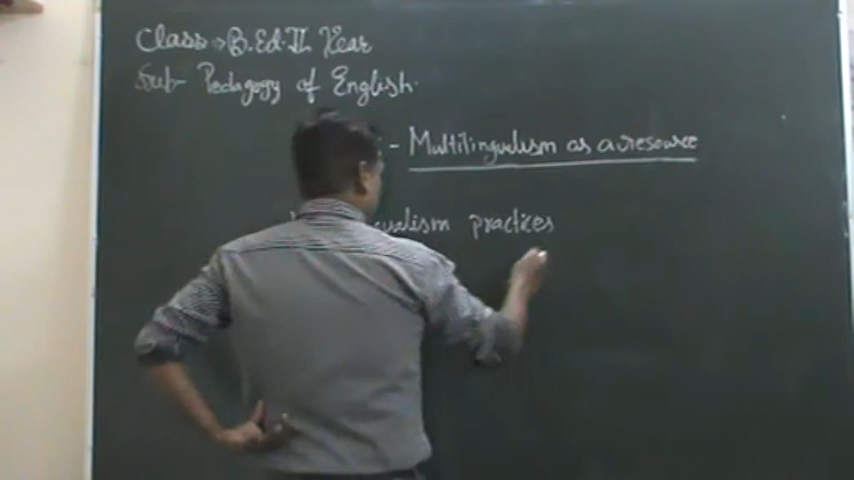 Class → B.Ed. II Year
Sub- Pedagogy of English.
:- Multilingualism as a resource
practices